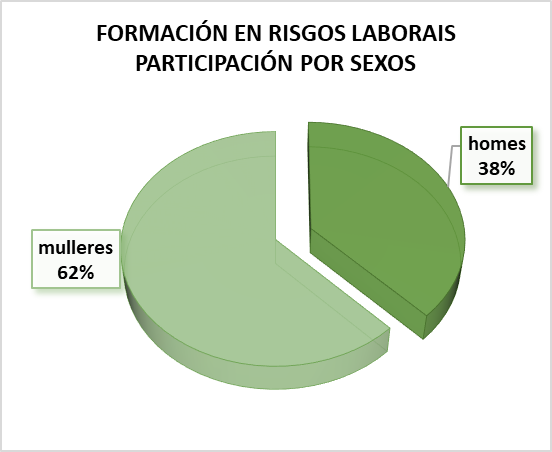 FORMACIÓN EN RISGOS LABORAIS
PARTICIPACIÓN POR SEXOS
homes
38%
mulleres
62%